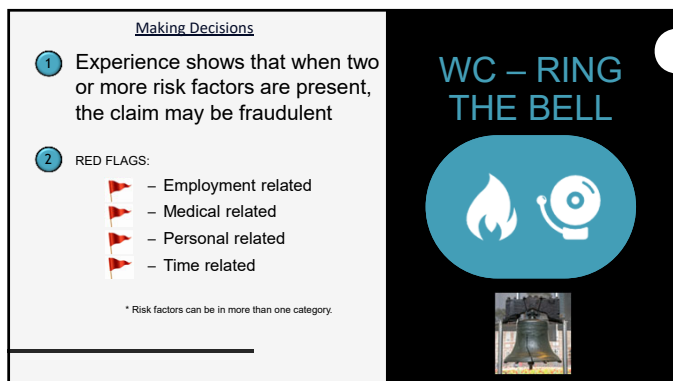 Making Decisions
1
Experience shows that when two
or more risk factors are present,
the claim may be fraudulent
2
RED FLAGS:
– Employment related
– Medical related
– Personal related
– Time related
* Risk factors can be in more than one category.
WC – RING
THE BELL